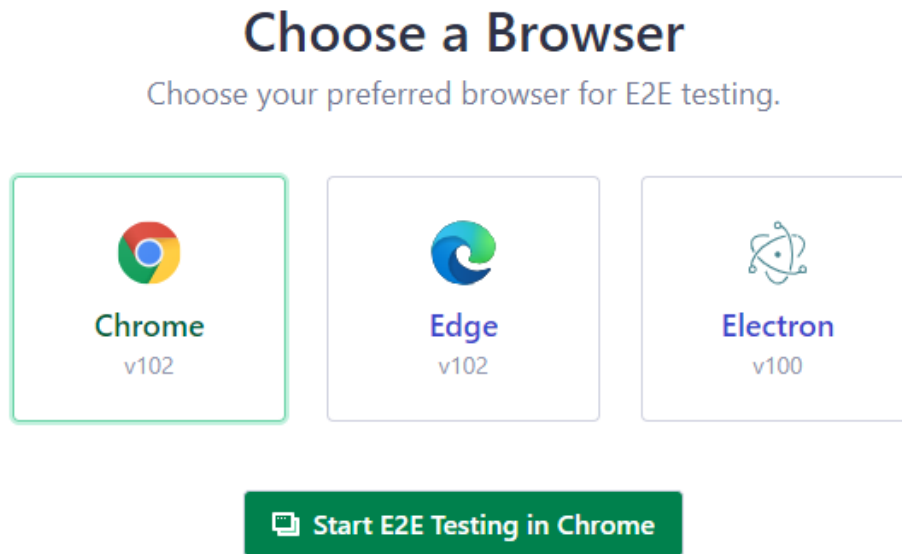 Choose a Browser
Choose your preferred browser for E2E testing.
Chrome
v102
Edge
v102
Electron
v100
Start E2E Testing in Chrome